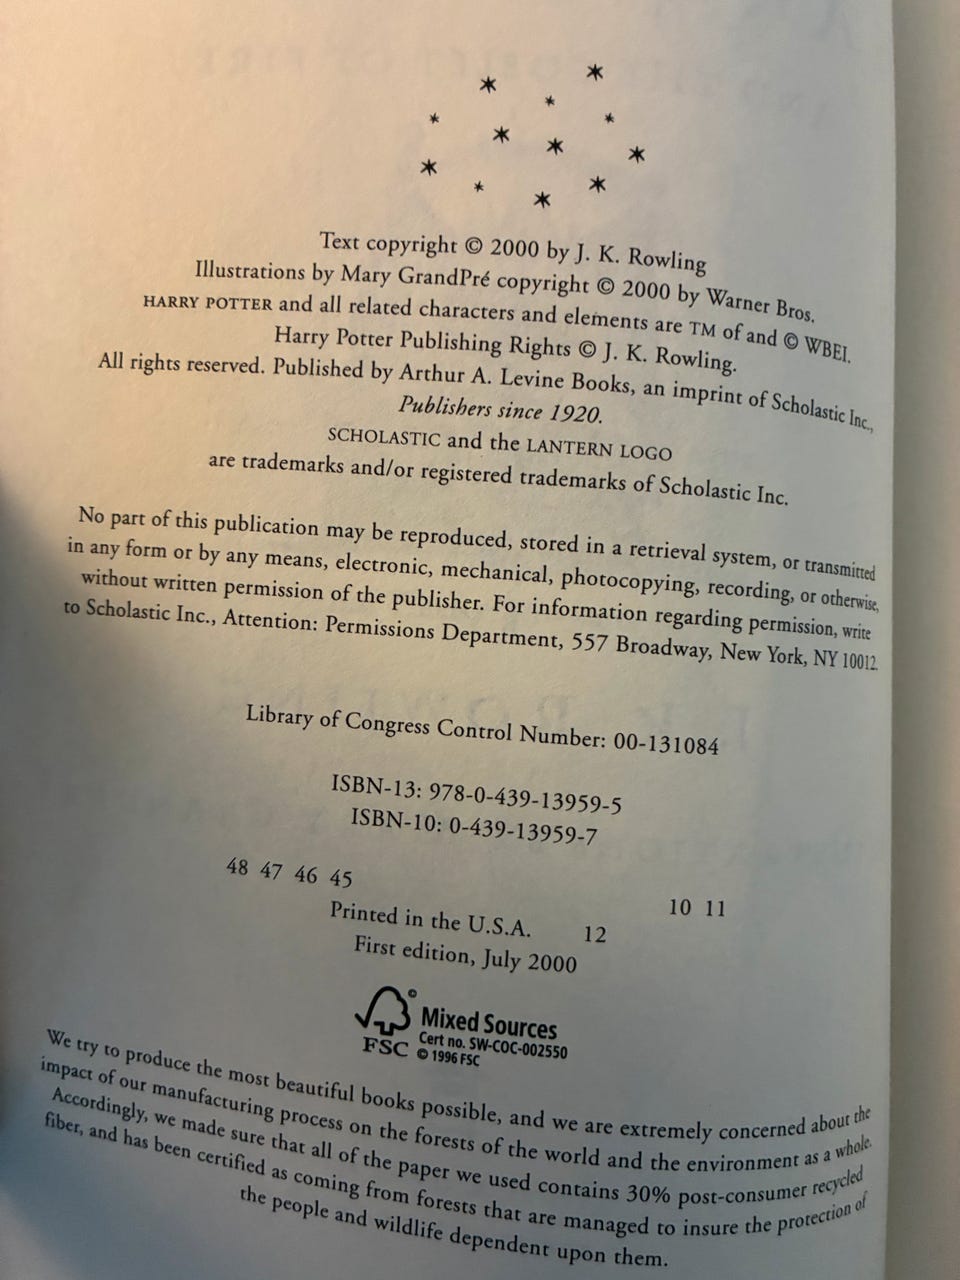 Text copyright © 2000 by J. K. Rowling
Illustrations by Mary GrandPré copyright © 2000 by Warner Bros.
HARRY POTTER and all related characters and elements are TM of and © WBEI.
Harry Potter Publishing Rights © J. K. Rowling.
All rights reserved. Published by Arthur A. Levine Books, an imprint of Scholastic Inc.,
Publishers since 1920.
SCHOLASTIC and the LANTERN LOGO
are trademarks and/or registered trademarks of Scholastic Inc.
No part of this publication may be reproduced, stored in a retrieval system, or transmitted
in any form or by any means, electronic, mechanical, photocopying, recording, or otherwise,
without written permission of the publisher. For information regarding permission, write
to Scholastic Inc., Attention: Permissions Department, 557 Broadway, New York, NY 10012.
Library of Congress Control Number: 00-131084
ISBN-13: 978-0-439-13959-5
ISBN-10: 0-439-13959-7
48 47 46 45 10 11
Printed in the U.S.A. 12
First edition, July 2000
FSC
Mixed Sources
Cert no. SW-COC-002550
© 1996 FSC
We try to produce the most beautiful books possible, and we are extremely concerned about the
impact of our manufacturing process on the forests of the world and the environment as a whole.
Accordingly, we made sure that all of the paper we used contains 30% post-consumer recycled
fiber, and has been certified as coming from forests that are managed to insure the protection of
the people and wildlife dependent upon them.